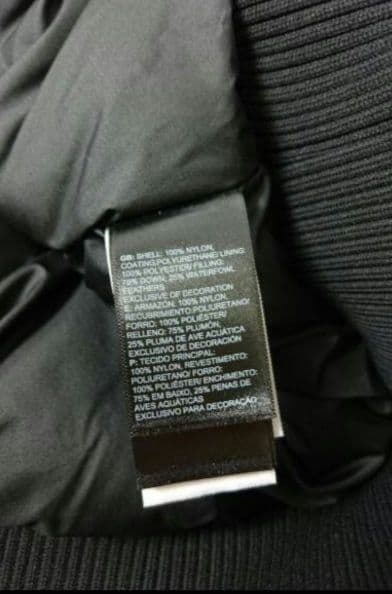 GB: SHELL: 100% NYLON,
COATING,POLYURETHANE/ LINING:
100% POLYESTER/ FILLING:
75% DOWN, 25% WATERFOWL
FEATHERS
EXCLUSIVE OF DECORATION
E: ARMAZON. 100% NYLON,
RECUBRIMIENTO:POLIURETANO/
FORRO: 100% POLIÉSTER/
RELLENO: 75% PLUMÓN,
25% PLUMA DE AVE ACUÁTICA
EXCLUSIVO DE DECORACIÓN
P: TECIDO PRINCIPAL:
100% NYLON, REVESTIMENTO:
POLIURETANO/ FORRO:
100% POLIÉSTER/ ENCHIMENTO:
75% EM BAIXO, 25% PENAS DE
AVES AQUÁTICAS
EXCLUSIVO PARA DECORAÇÃO